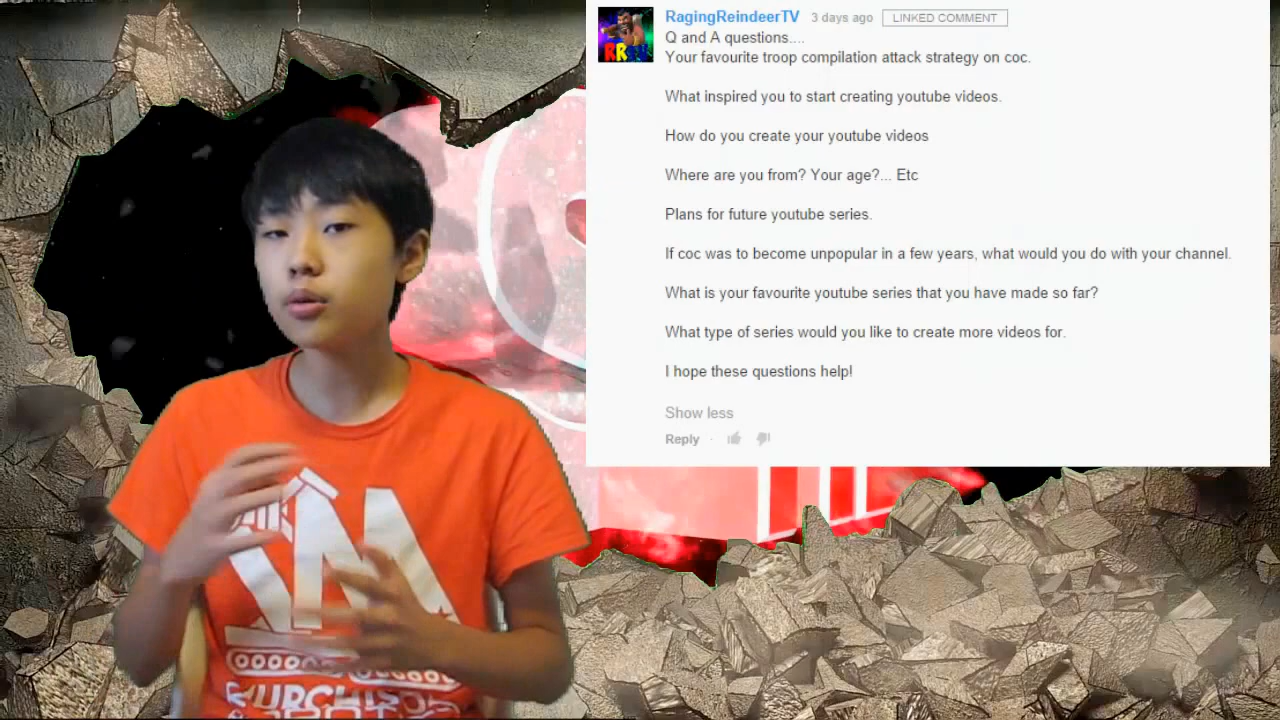 RagingReindeerTV 3 days ago LINKED COMMENT
Q and A questions....
Your favourite troop compilation attack strategy on coc.
What inspired you to start creating youtube videos.
How do you create your youtube videos
Where are you from? Your age?... Etc
Plans for future youtube series.
If coc was to become unpopular in a few years, what would you do with your channel.
What is your favourite youtube series that you have made so far?
What type of series would you like to create more videos for.
I hope these questions help!
Show less
Reply ·